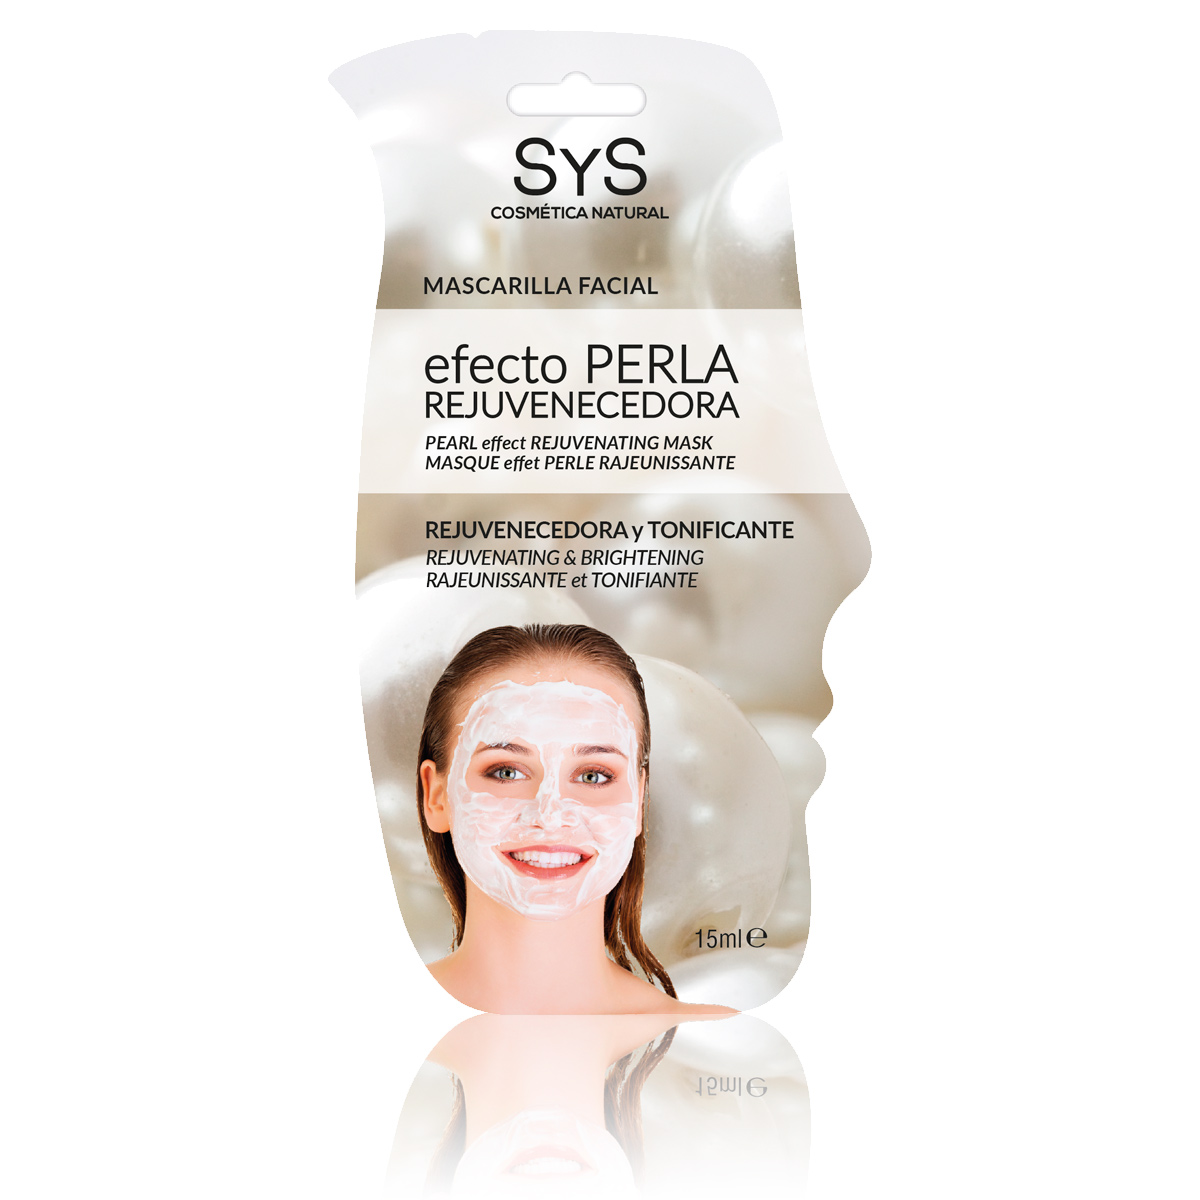 SYS
COSMÉTICA NATURAL
MASCARILLA FACIAL
efecto PERLA
REJUVENECEDORA
PEARL effect REJUVENATING MASK
MASQUE effet PERLE RAJEUNISSANTE
REJUVENECEDORA y TONIFICANTE
REJUVENATING & BRIGHTENING
RAJEUNISSANTE et TONIFIANTE
15ml ℮
15ml ℮